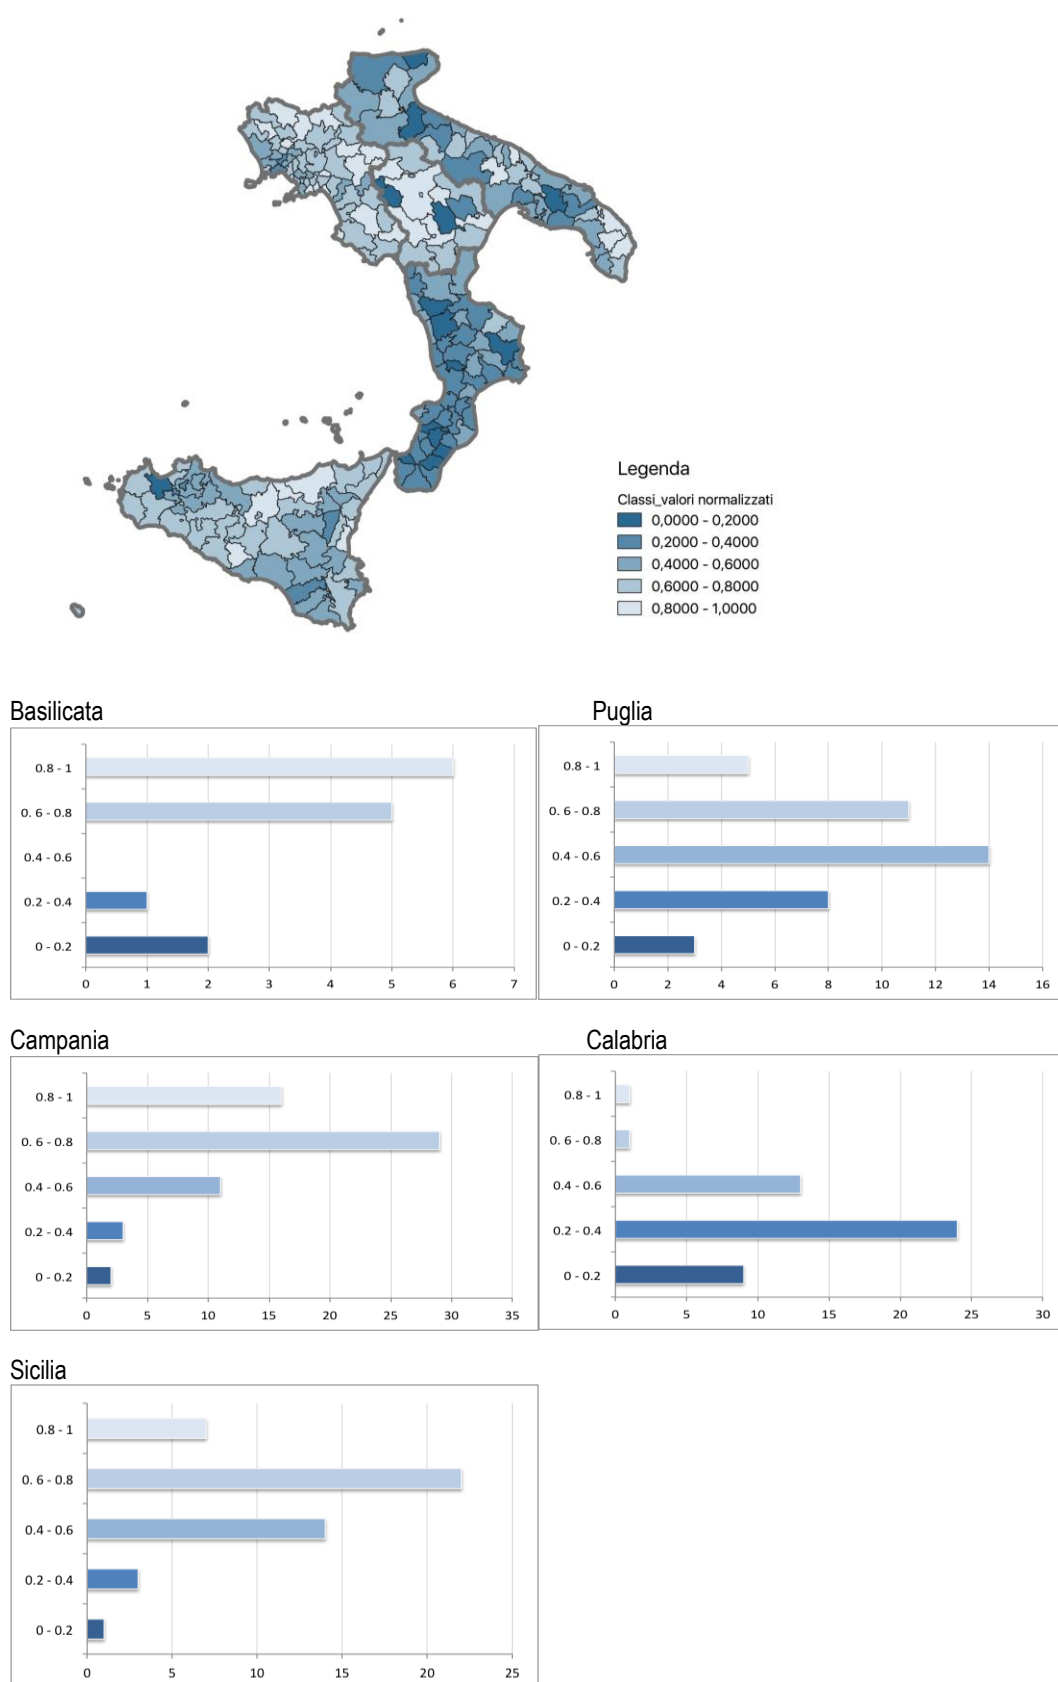 Legenda
Classi_valori normalizzati
0,0000 - 0,2000
0,2000 - 0,4000
0,4000 - 0,6000
0,6000 - 0,8000
0,8000 - 1,0000
Basilicata
0.8 - 1
0. 6 - 0.8
0.4 - 0.6
0.2 - 0.4
0 - 0.2
0 1 2 3 4 5 6 7
Puglia
0.8 - 1
0. 6 - 0.8
0.4 - 0.6
0.2 - 0.4
0 - 0.2
0 2 4 6 8 10 12 14 16
Campania
0.8 - 1
0. 6 - 0.8
0.4 - 0.6
0.2 - 0.4
0 - 0.2
0 5 10 15 20 25 30 35
Calabria
0.8 - 1
0. 6 - 0.8
0.4 - 0.6
0.2 - 0.4
0 - 0.2
0 5 10 15 20 25 30
Sicilia
0.8 - 1
0. 6 - 0.8
0.4 - 0.6
0.2 - 0.4
0 - 0.2
0 5 10 15 20 25